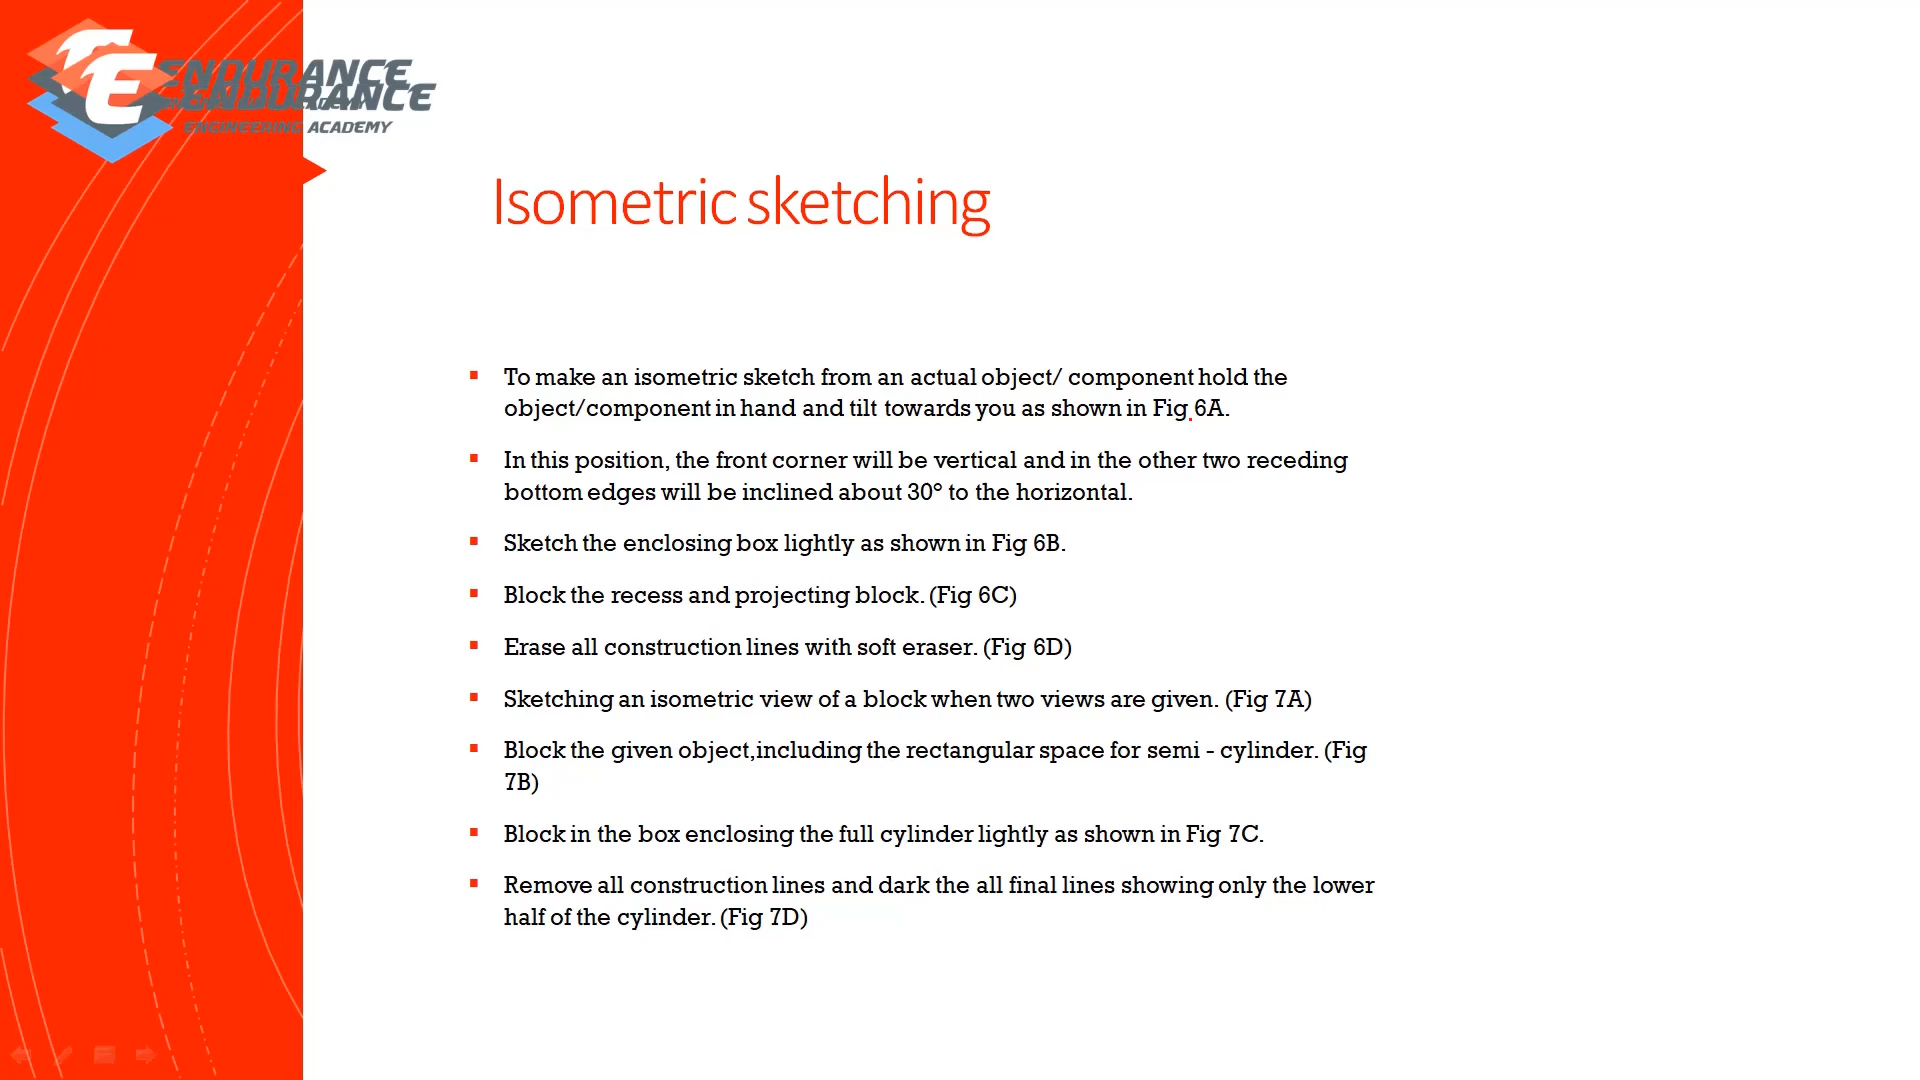 ENDURANCE
ENDURANCE
ENGINEERING ACADEMY
Isometric sketching
To make an isometric sketch from an actual object/ component hold the
object/component in hand and tilt towards you as shown in Fig.6A.
In this position, the front corner will be vertical and in the other two receding
bottom edges will be inclined about 30° to the horizontal.
Sketch the enclosing box lightly as shown in Fig 6B.
Block the recess and projecting block. (Fig 6C)
Erase all construction lines with soft eraser. (Fig 6D)
Sketching an isometric view of a block when two views are given. (Fig 7A)
Block the given object,including the rectangular space for semi - cylinder. (Fig
7B)
Block in the box enclosing the full cylinder lightly as shown in Fig 7C.
Remove all construction lines and dark the all final lines showing only the lower
half of the cylinder. (Fig 7D)